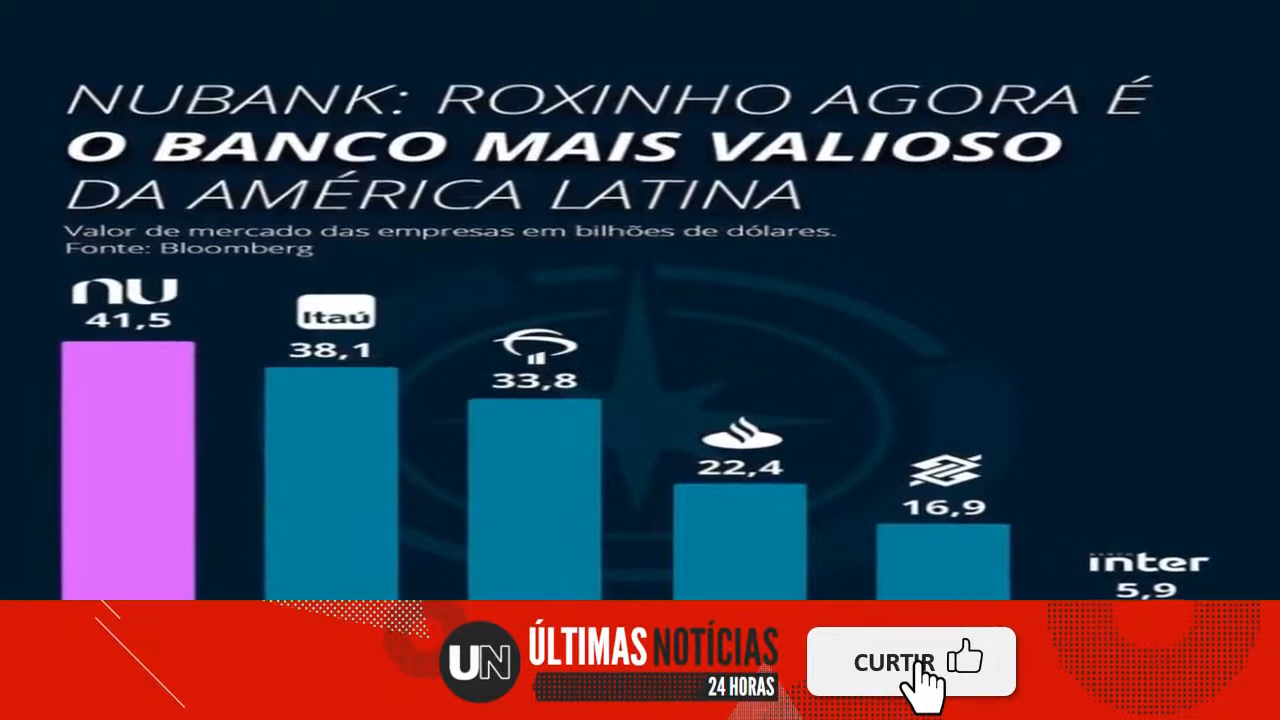 NUBANK: ROXINHO AGORA É
O BANCO MAIS VALIOSO
DA AMÉRICA LATINA
Valor de mercado das empresas em bilhões de dólares.
Fonte: Bloomberg
nu
41,5
Itaú
38,1
33,8
22,4
16,9
inter
5,9
UN
ÚLTIMAS NOTÍCIAS
24 HORAS
CURTIR